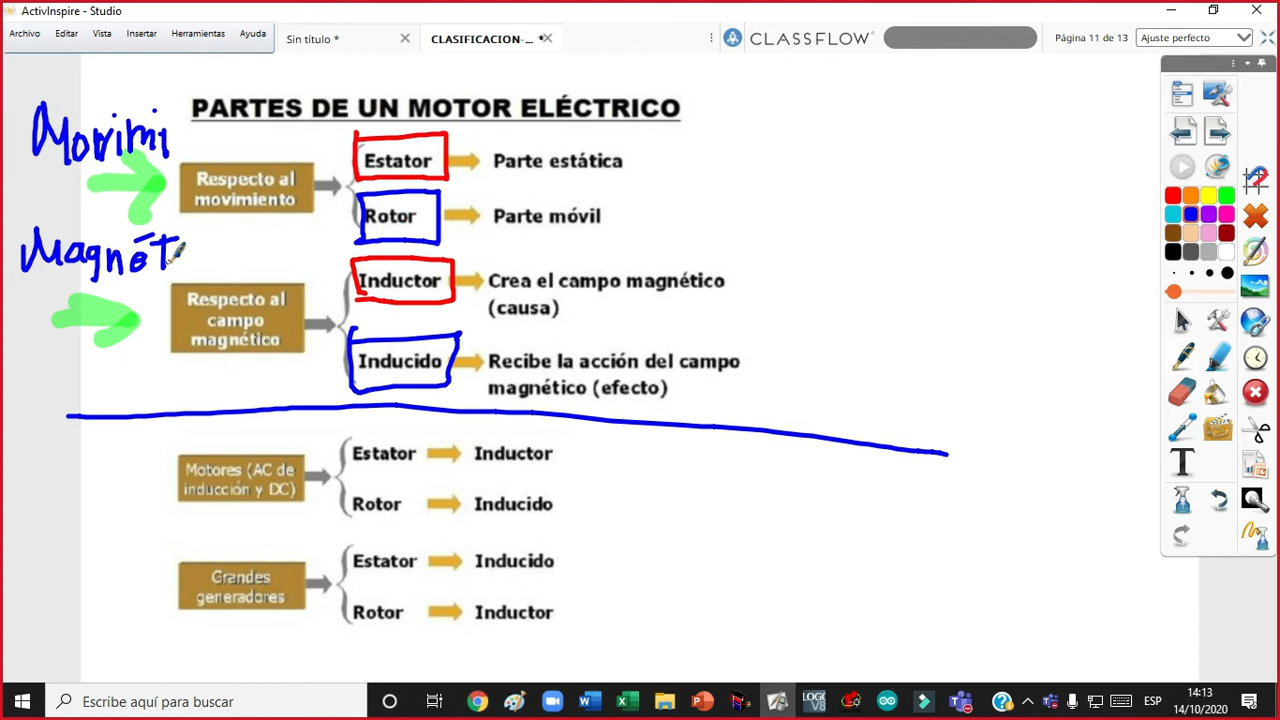 ActivInspire - Studio
Archivo Editar Vista Insertar Herramientas Ayuda
Sin título *
CLASIFICACION-... *
CLASSFLOW
Página 11 de 13
Ajuste perfecto
PARTES DE UN MOTOR ELÉCTRICO
Movimi
Respecto al
movimiento
Estator
Parte estática
Rotor
Parte móvil
Magnét
Respecto al
campo
magnético
Inductor
Crea el campo magnético
(causa)
Inducido
Recibe la acción del campo
magnético (efecto)
Motores (AC de
inducción y DC)
Estator
Inductor
Rotor
Inducido
Grandes
generadores
Estator
Inducido
Rotor
Inductor
T
Escribe aquí para buscar
ESP
14:13
14/10/2020